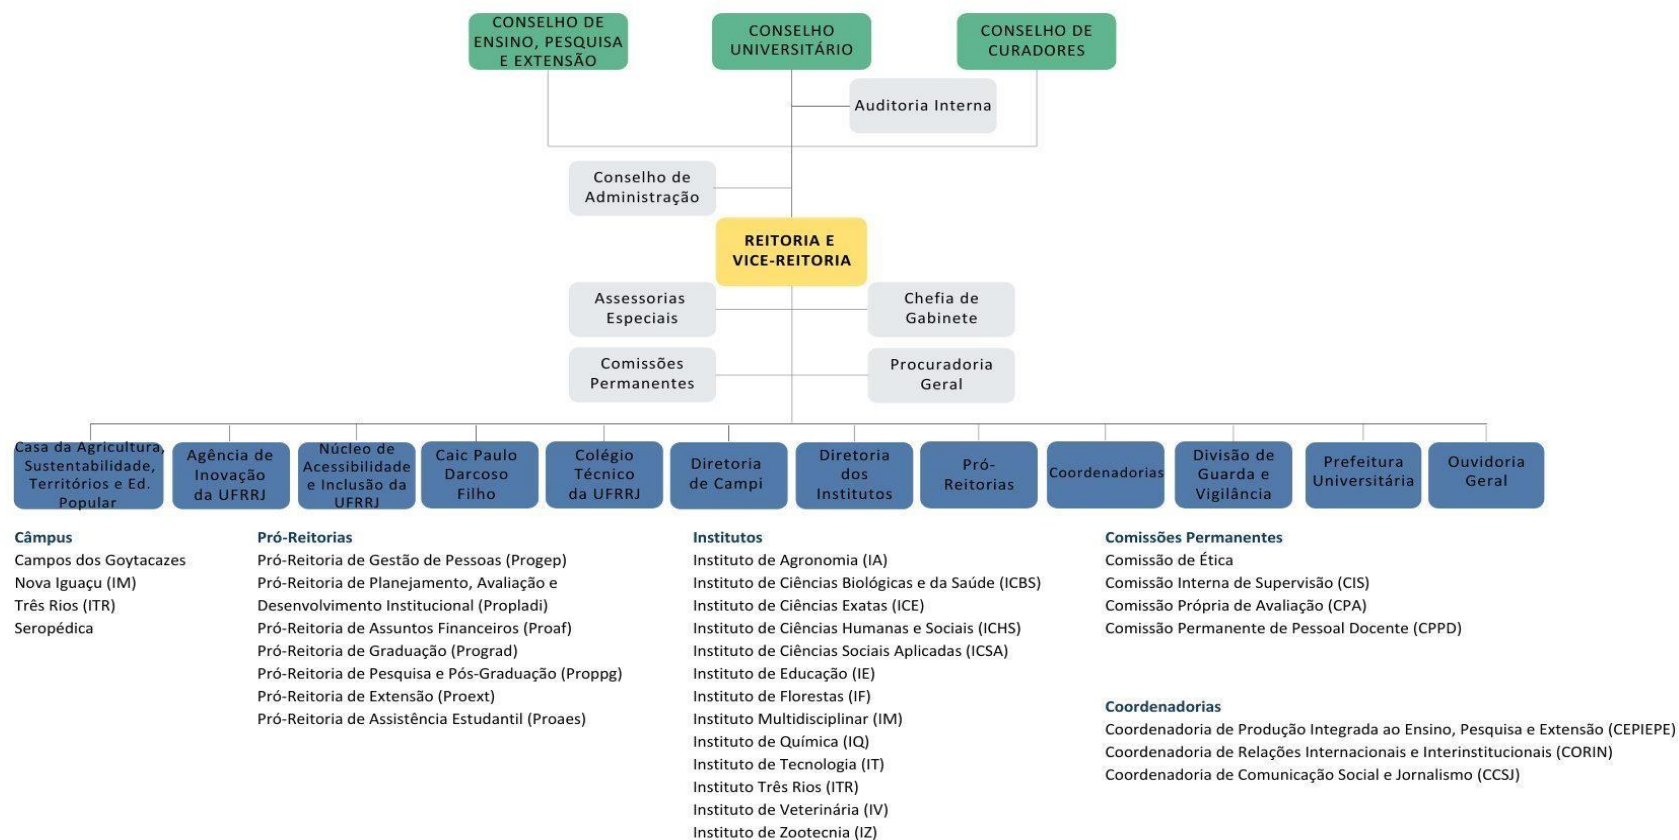 CONSELHO DE
ENSINO, PESQUISA
E EXTENSÃO
CONSELHO
UNIVERSITÁRIO
CONSELHO DE
CURADORES
Auditoria Interna
Conselho de
Administração
REITORIA E
VICE-REITORIA
Assessorias
Especiais
Chefia de
Gabinete
Comissões
Permanentes
Procuradoria
Geral
Casa da Agricultura,
Sustentabilidade,
Territórios e Ed.
Popular
Agência de
Inovação
da UFRRJ
Núcleo de
Acessibilidade
e Inclusão da
UFRRJ
Caic Paulo
Darcoso
Filho
Colégio
Técnico
da UFRRJ
Diretoria
de Campi
Diretoria
dos
Institutos
Pró-
Reitorias
Coordenadorias
Divisão de
Guarda e
Vigilância
Prefeitura
Universitária
Ouvidoria
Geral
Câmpus
Campos dos Goytacazes
Nova Iguaçu (IM)
Três Rios (ITR)
Seropédica
Pró-Reitorias
Pró-Reitoria de Gestão de Pessoas (Progep)
Pró-Reitoria de Planejamento, Avaliação e
Desenvolvimento Institucional (Propladi)
Pró-Reitoria de Assuntos Financeiros (Proaf)
Pró-Reitoria de Graduação (Prograd)
Pró-Reitoria de Pesquisa e Pós-Graduação (Proppg)
Pró-Reitoria de Extensão (Proext)
Pró-Reitoria de Assistência Estudantil (Proaes)
Institutos
Instituto de Agronomia (IA)
Instituto de Ciências Biológicas e da Saúde (ICBS)
Instituto de Ciências Exatas (ICE)
Instituto de Ciências Humanas e Sociais (ICHS)
Instituto de Ciências Sociais Aplicadas (ICSA)
Instituto de Educação (IE)
Instituto de Florestas (IF)
Instituto Multidisciplinar (IM)
Instituto de Química (IQ)
Instituto de Tecnologia (IT)
Instituto Três Rios (ITR)
Instituto de Veterinária (IV)
Instituto de Zootecnia (IZ)
Comissões Permanentes
Comissão de Ética
Comissão Interna de Supervisão (CIS)
Comissão Própria de Avaliação (CPA)
Comissão Permanente de Pessoal Docente (CPPD)
Coordenadorias
Coordenadoria de Produção Integrada ao Ensino, Pesquisa e Extensão (CEPIEPE)
Coordenadoria de Relações Internacionais e Interinstitucionais (CORIN)
Coordenadoria de Comunicação Social e Jornalismo (CCSJ)